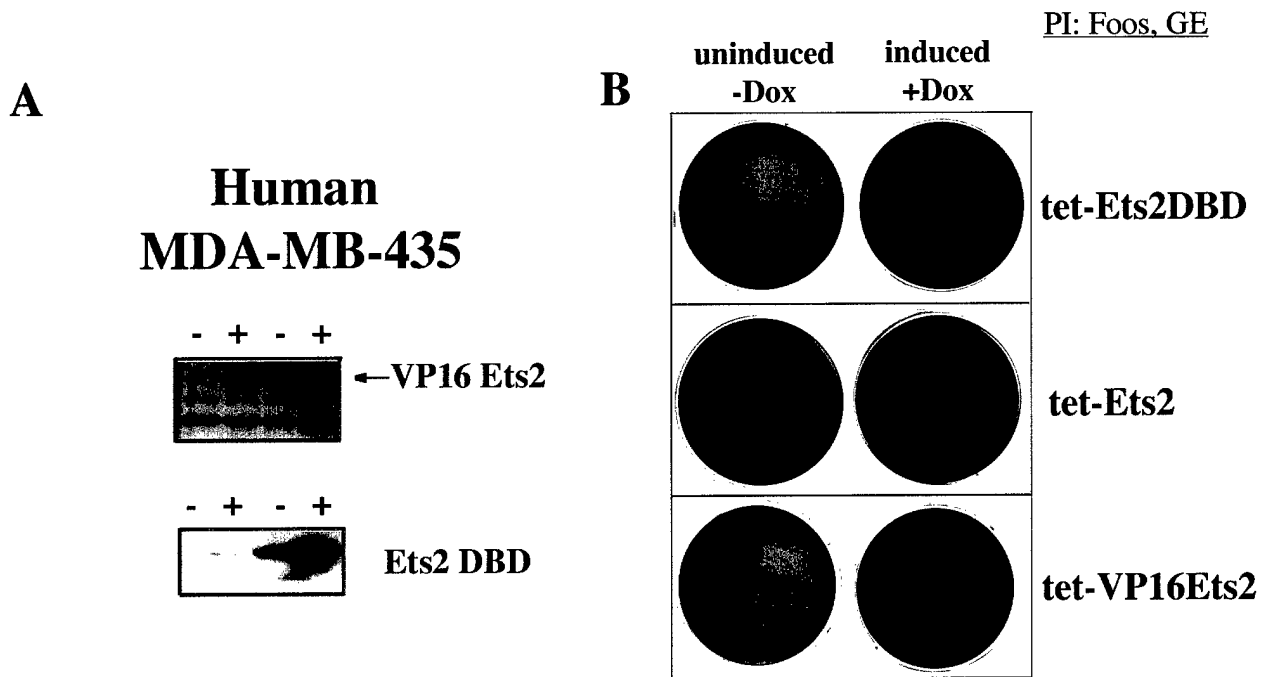 PI: Foos, GE
A
Human
MDA-MB-435
- + - +
VP16 Ets2
- + - +
Ets2 DBD
B
uninduced induced
-Dox +Dox
tet-Ets2DBD
tet-Ets2
tet-VP16Ets2